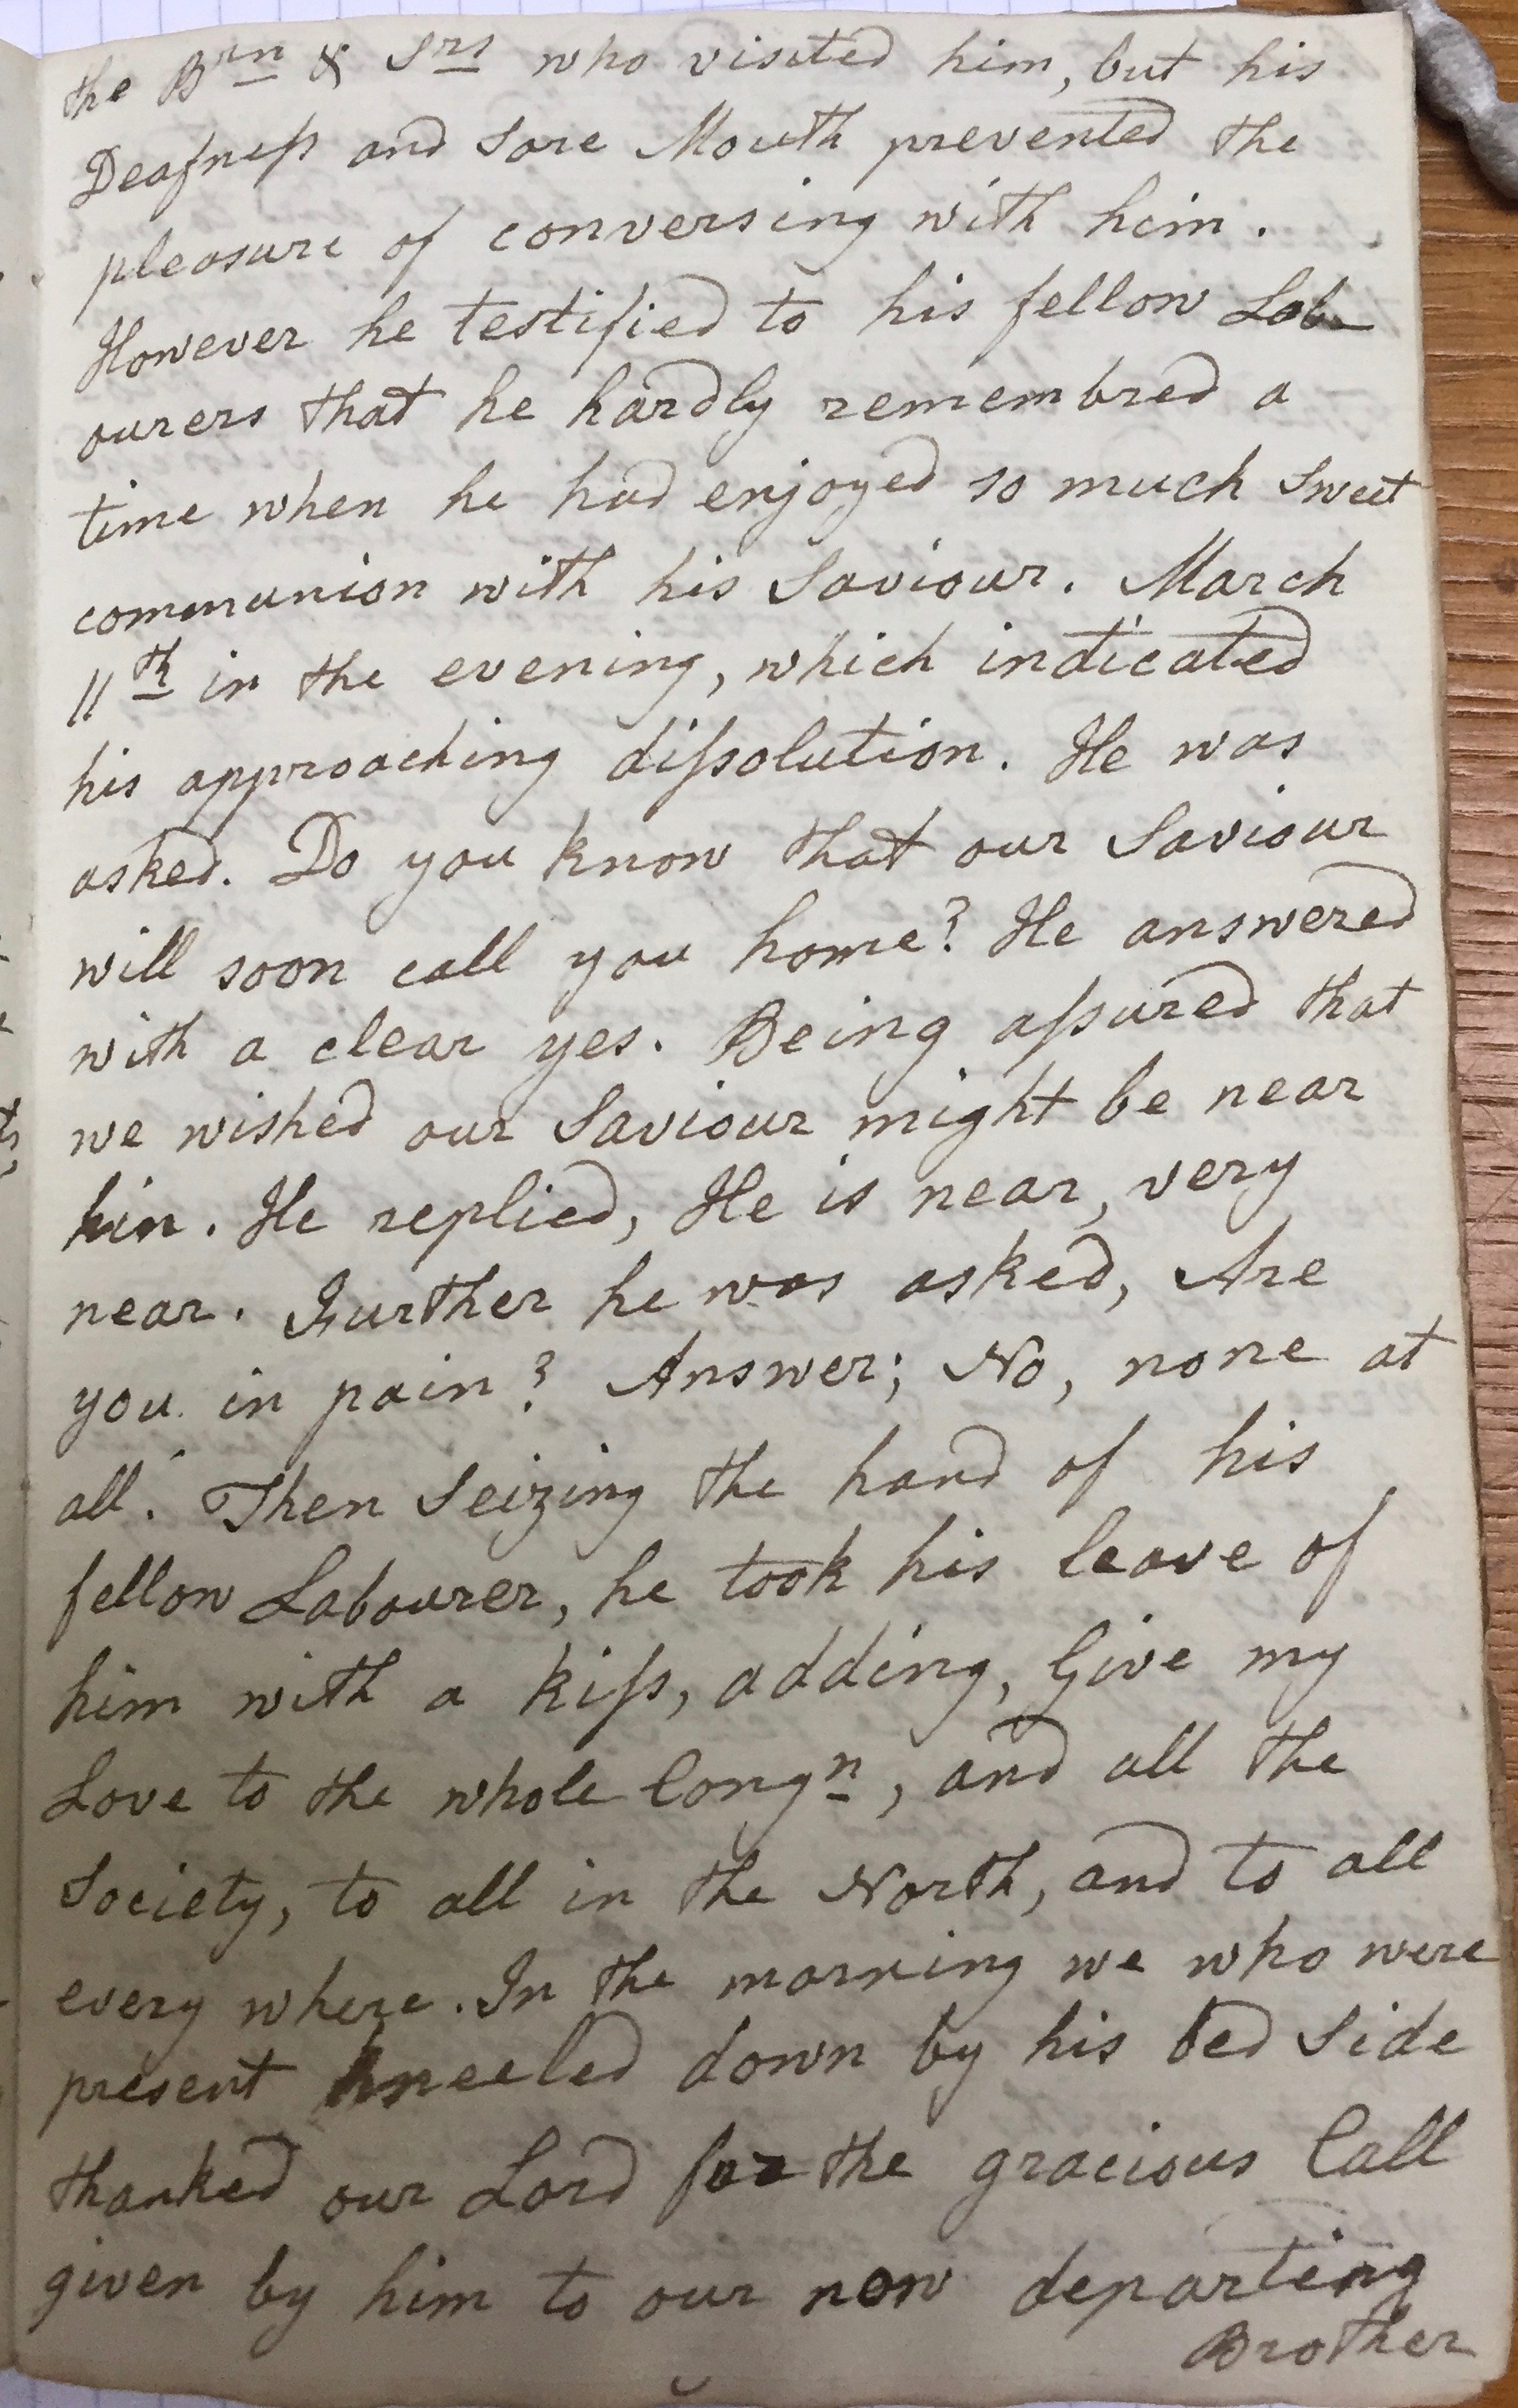 the Brn & Srs who visited him, but his
Deafneſs and Sore Mouth prevented the
pleasure of conversing with him.
However he testified to his fellow Lab-
ourers that he hardly remembred a
time when he had enjoyed so much Sweet
communion with his Saviour. March
11th in the evening, which indicated
his approaching diſsolution. He was
asked. Do you know that our Saviour
will soon call you home? He answered
with a clear yes. Being aſsured that
we wished our Saviour might be near
him. He replied, He is near, very
near. Further he was asked, Are
you in pain? Answer; No, none at
all. Then Seizing the hand of his
fellow Labourer, he took his leave of
him with a kiſs, adding, Give my
Love to the whole Congn, and all the
Society, to all in the North, and to all
every where. In the morning we who were
present kneeled down by his bed Side
thanked our Lord for the gracious Call
given by him to our now departing
Brother